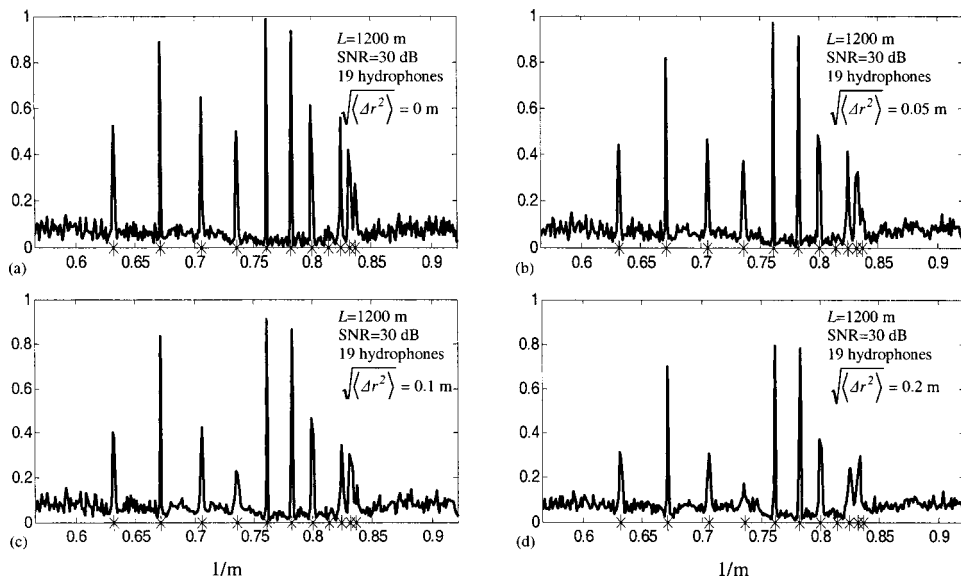 1
0.8
0.6
0.4
0.2
0
L=1200 m
SNR=30 dB
19 hydrophones
√⟨Δr²⟩ = 0 m
0.6 0.65 0.7 0.75 0.8 0.85 0.9
(a)
1
0.8
0.6
0.4
0.2
0
L=1200 m
SNR=30 dB
19 hydrophones
√⟨Δr²⟩ = 0.05 m
0.6 0.65 0.7 0.75 0.8 0.85 0.9
(b)
1
0.8
0.6
0.4
0.2
0
L=1200 m
SNR=30 dB
19 hydrophones
√⟨Δr²⟩ = 0.1 m
0.6 0.65 0.7 0.75 0.8 0.85 0.9
(c)
1/m
1
0.8
0.6
0.4
0.2
0
L=1200 m
SNR=30 dB
19 hydrophones
√⟨Δr²⟩ = 0.2 m
0.6 0.65 0.7 0.75 0.8 0.85 0.9
(d)
1/m